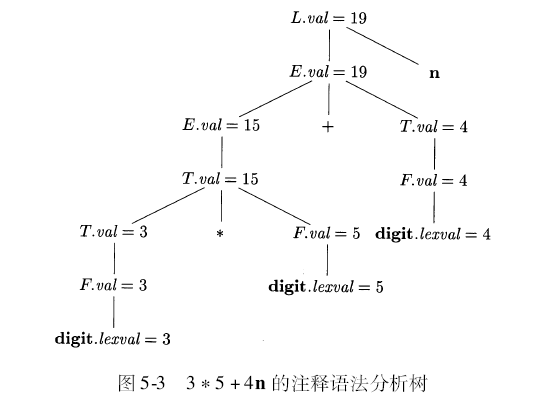 L.val = 19
E.val = 19 n
E.val = 15 + T.val = 4
T.val = 15 F.val = 4
T.val = 3 * F.val = 5 digit.lexval = 4
F.val = 3 digit.lexval = 5
digit.lexval = 3
图 5-3 3 * 5 + 4n 的注释语法分析树